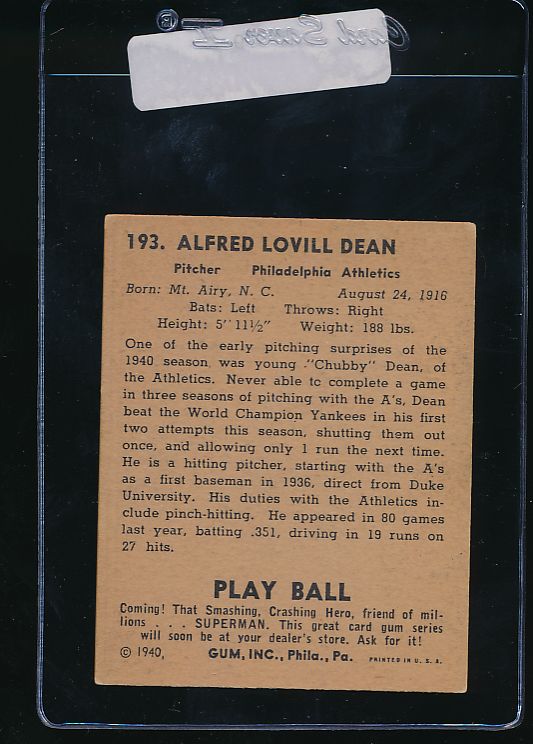 Card Saver II
193. ALFRED LOVILL DEAN
Pitcher Philadelphia Athletics
Born: Mt. Airy, N. C. August 24, 1916
Bats: Left Throws: Right
Height: 5' 11½" Weight: 188 lbs.
One of the early pitching surprises of the
1940 season was young "Chubby" Dean, of
the Athletics. Never able to complete a game
in three seasons of pitching with the A's, Dean
beat the World Champion Yankees in his first
two attempts this season, shutting them out
once, and allowing only 1 run the next time.
He is a hitting pitcher, starting with the A's
as a first baseman in 1936, direct from Duke
University. His duties with the Athletics in-
clude pinch-hitting. He appeared in 80 games
last year, batting .351, driving in 19 runs on
27 hits.
PLAY BALL
Coming! That Smashing, Crashing Hero, friend of mil-
lions . . . SUPERMAN. This great card gum series
will soon be at your dealer's store. Ask for it!
© 1940, GUM, INC., Phila., Pa. PRINTED IN U. S. A.